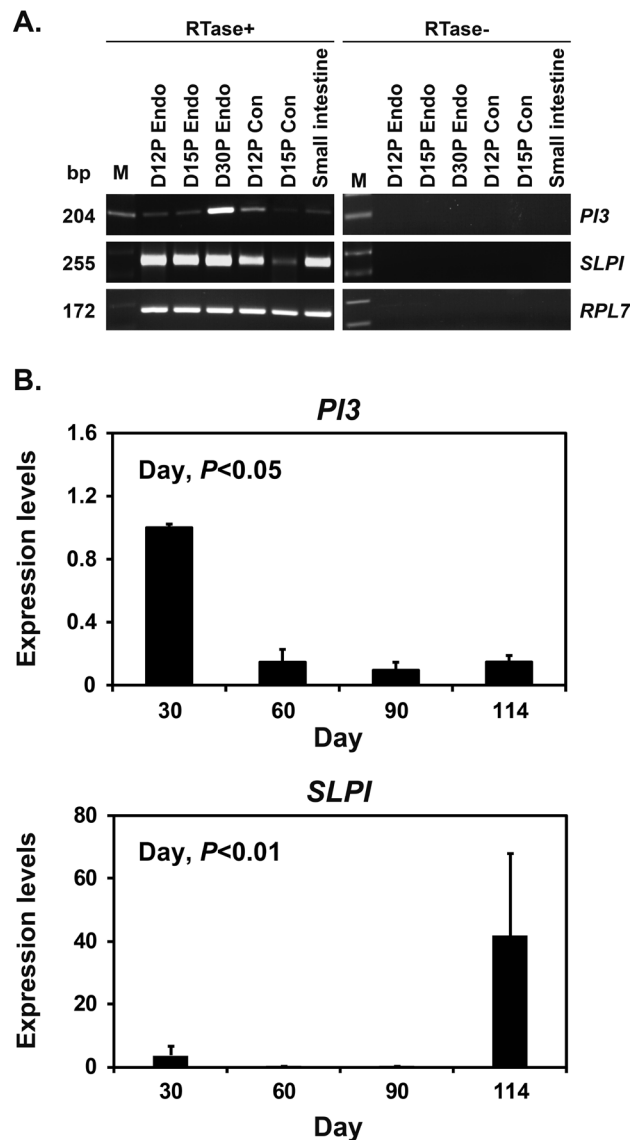 A.
RTase+ RTase-
bp M D12P Endo D15P Endo D30P Endo D12P Con D15P Con Small intestine M D12P Endo D15P Endo D30P Endo D12P Con D15P Con Small intestine
204 PI3
255 SLPI
172 RPL7
B.
PI3
Expression levels
1.6
Day, P<0.05
1.2
0.8
0.4
0
30 60 90 114
Day
SLPI
Expression levels
80
Day, P<0.01
60
40
20
0
30 60 90 114
Day